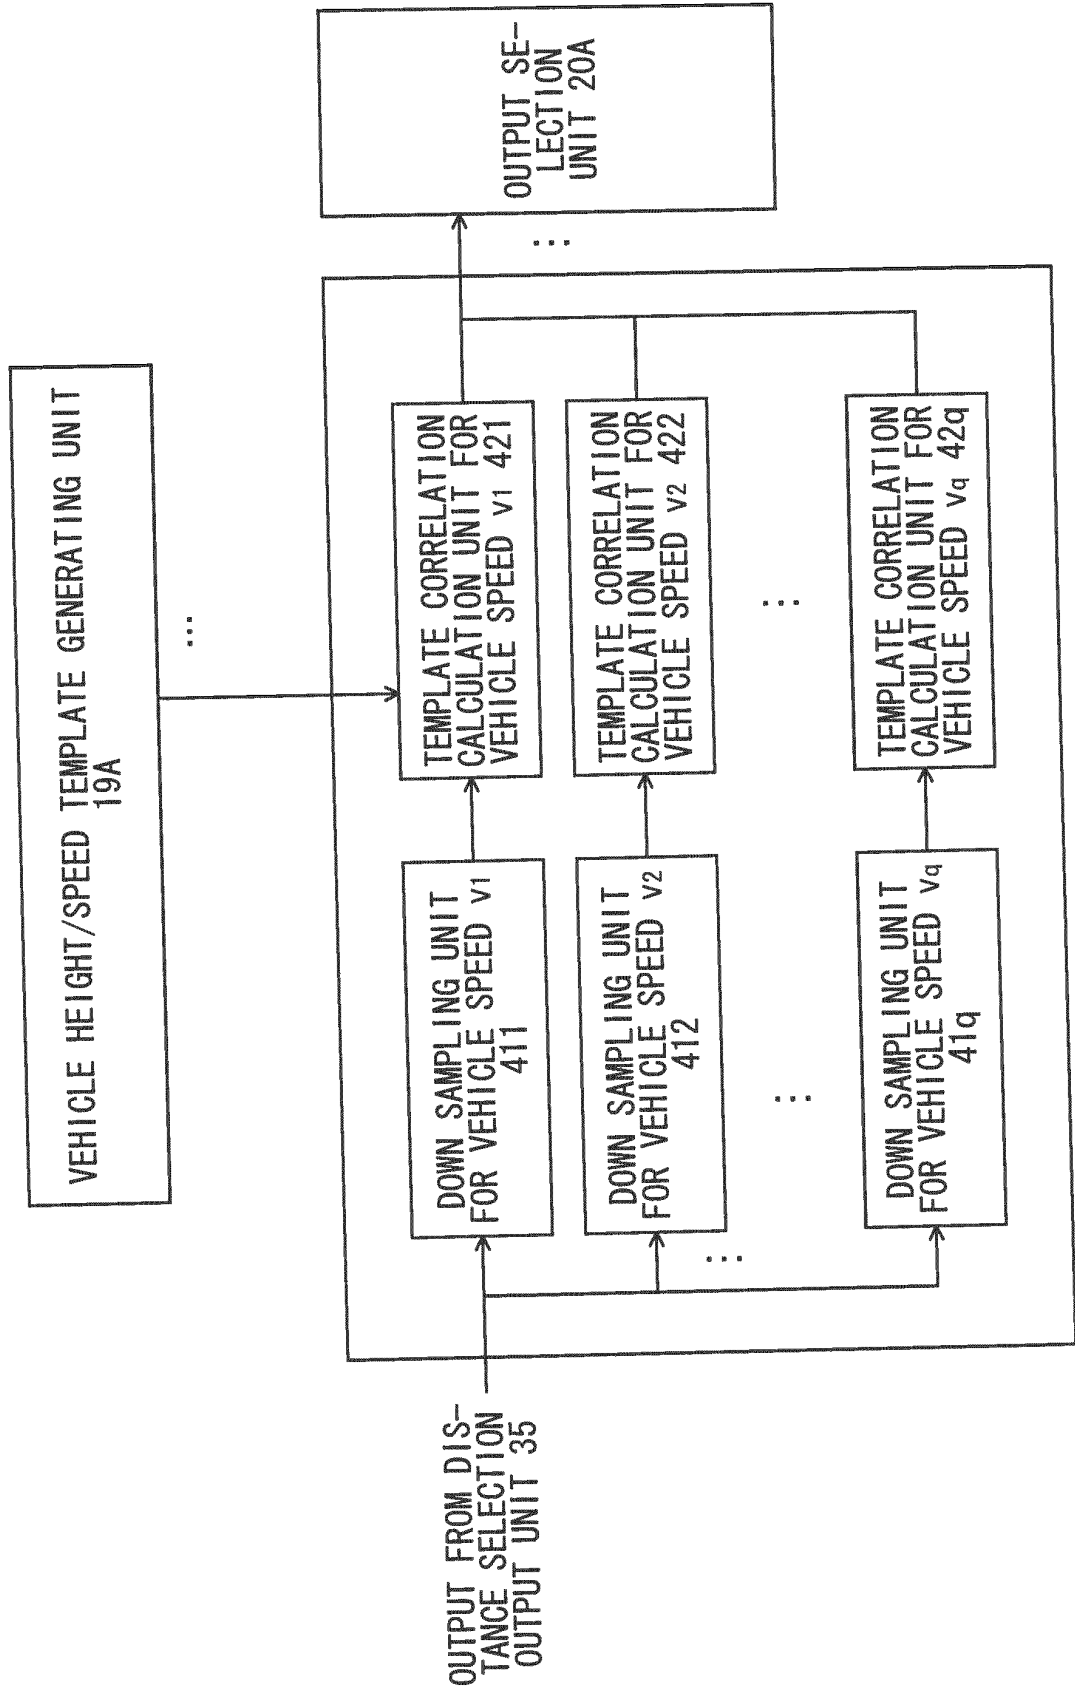 VEHICLE HEIGHT/SPEED TEMPLATE GENERATING UNIT
19A
...
OUTPUT FROM DIS-
TANCE SELECTION
OUTPUT UNIT 35
DOWN SAMPLING UNIT
FOR VEHICLE SPEED V1
411
TEMPLATE CORRELATION
CALCULATION UNIT FOR
VEHICLE SPEED V1 421
...
OUTPUT SE-
LECTION
UNIT 20A
DOWN SAMPLING UNIT
FOR VEHICLE SPEED V2
412
TEMPLATE CORRELATION
CALCULATION UNIT FOR
VEHICLE SPEED V2 422
...
...
...
DOWN SAMPLING UNIT
FOR VEHICLE SPEED Vq
41q
TEMPLATE CORRELATION
CALCULATION UNIT FOR
VEHICLE SPEED Vq 42q